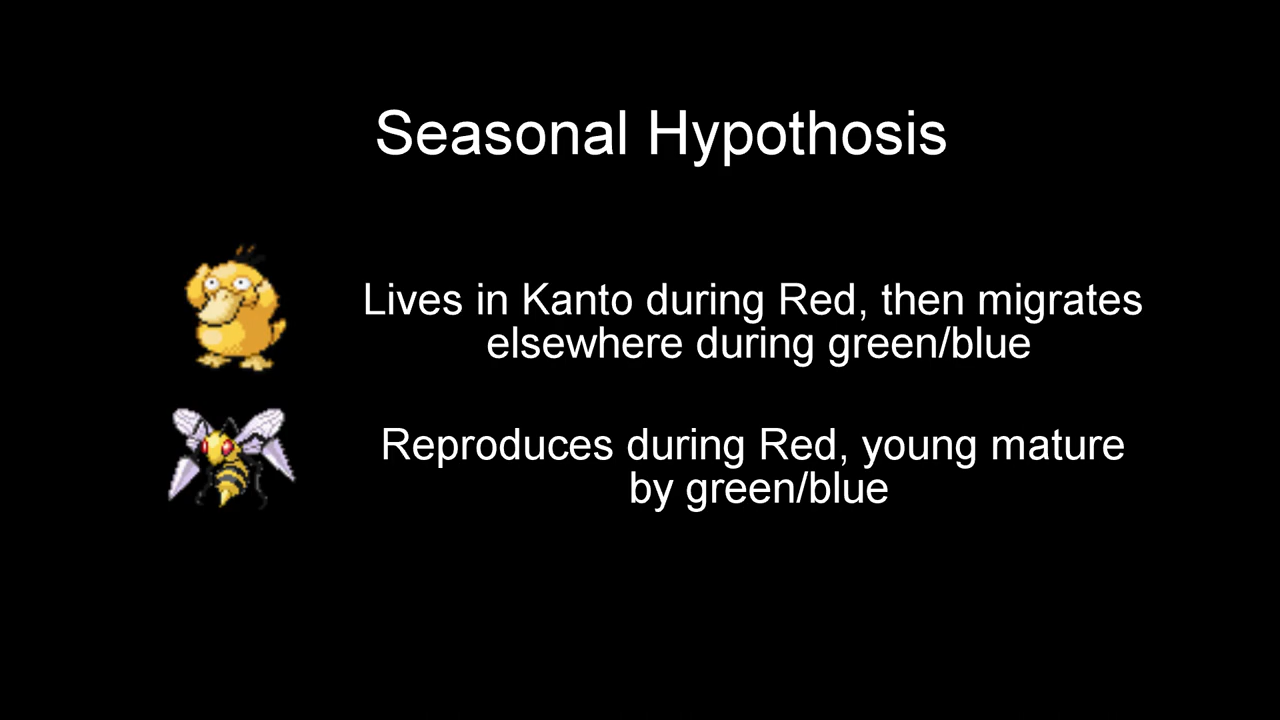 Seasonal Hypothosis
Lives in Kanto during Red, then migrates
elsewhere during green/blue
Reproduces during Red, young mature
by green/blue